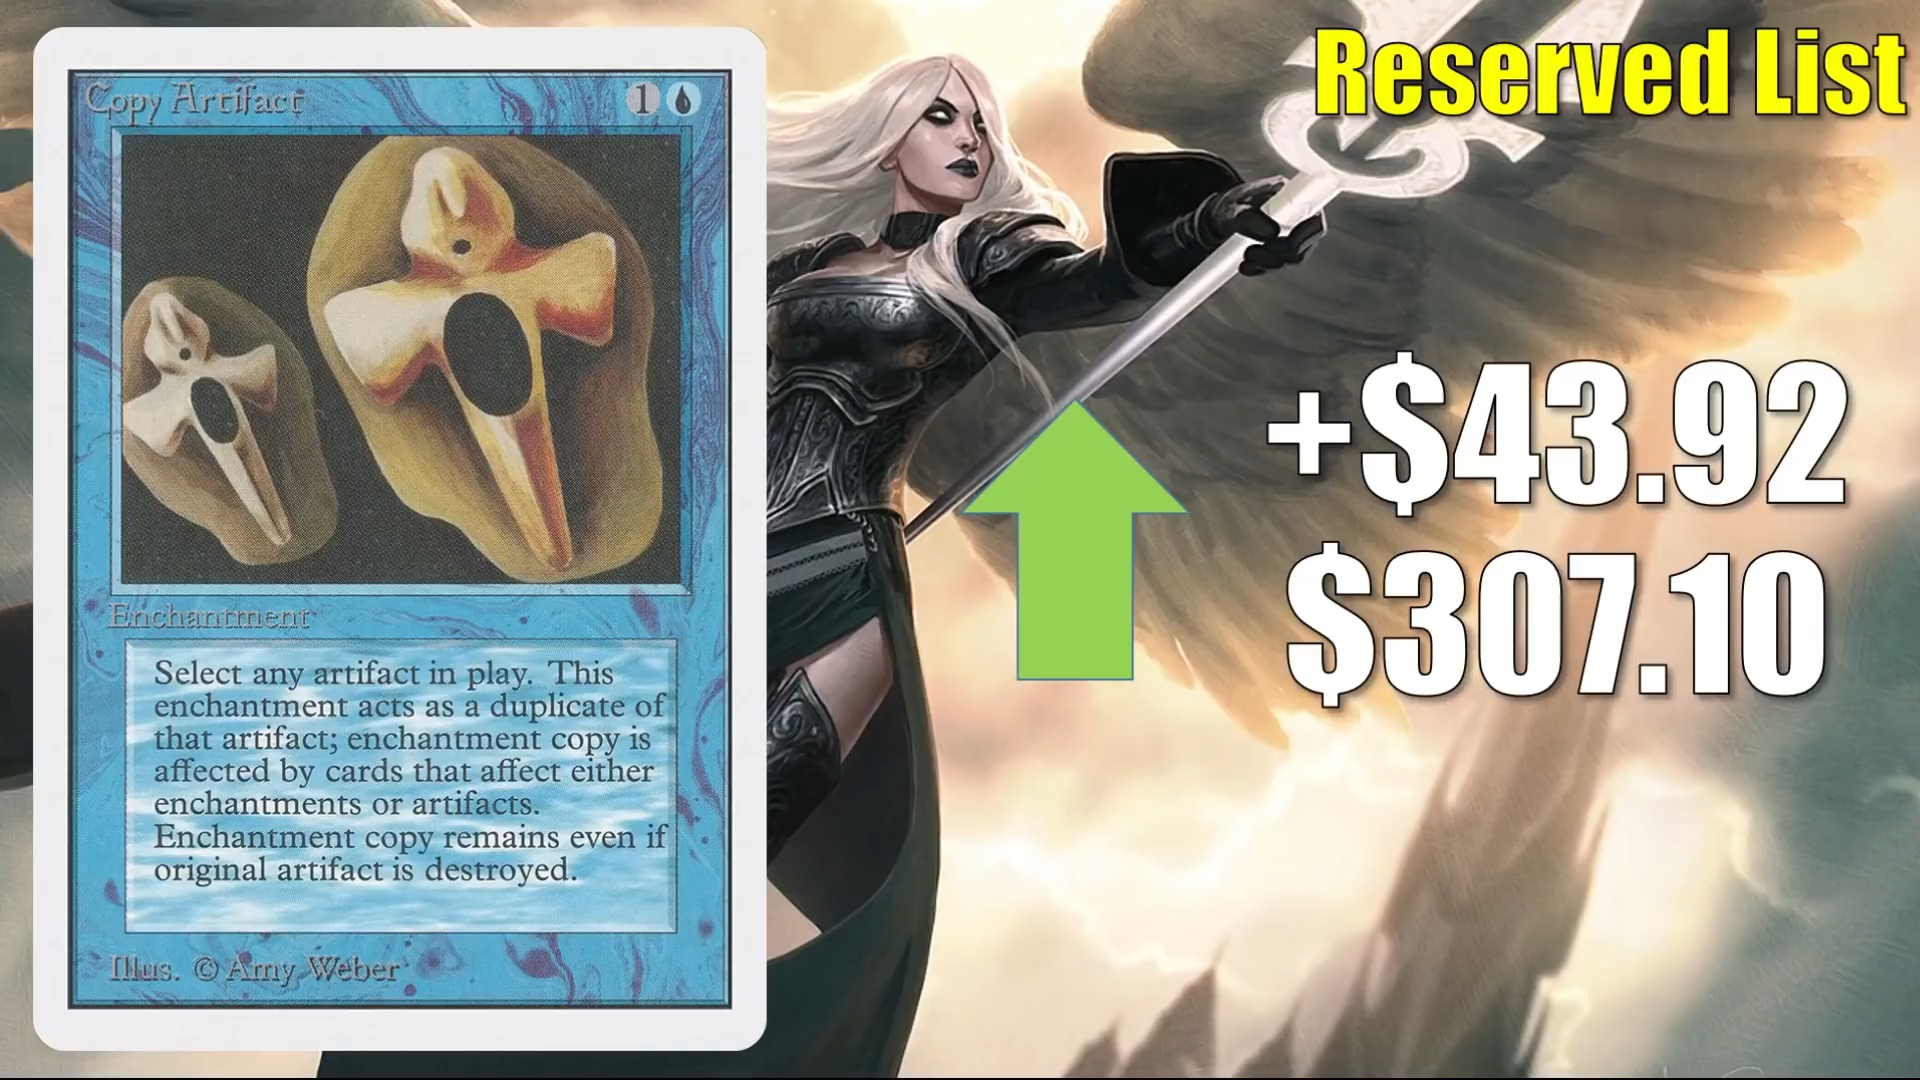 Copy Artifact 1
Enchantment
Select any artifact in play. This
enchantment acts as a duplicate of
that artifact; enchantment copy is
affected by cards that affect either
enchantments or artifacts.
Enchantment copy remains even if
original artifact is destroyed.
Illus. © Amy Weber
Reserved List
+$43.92
$307.10